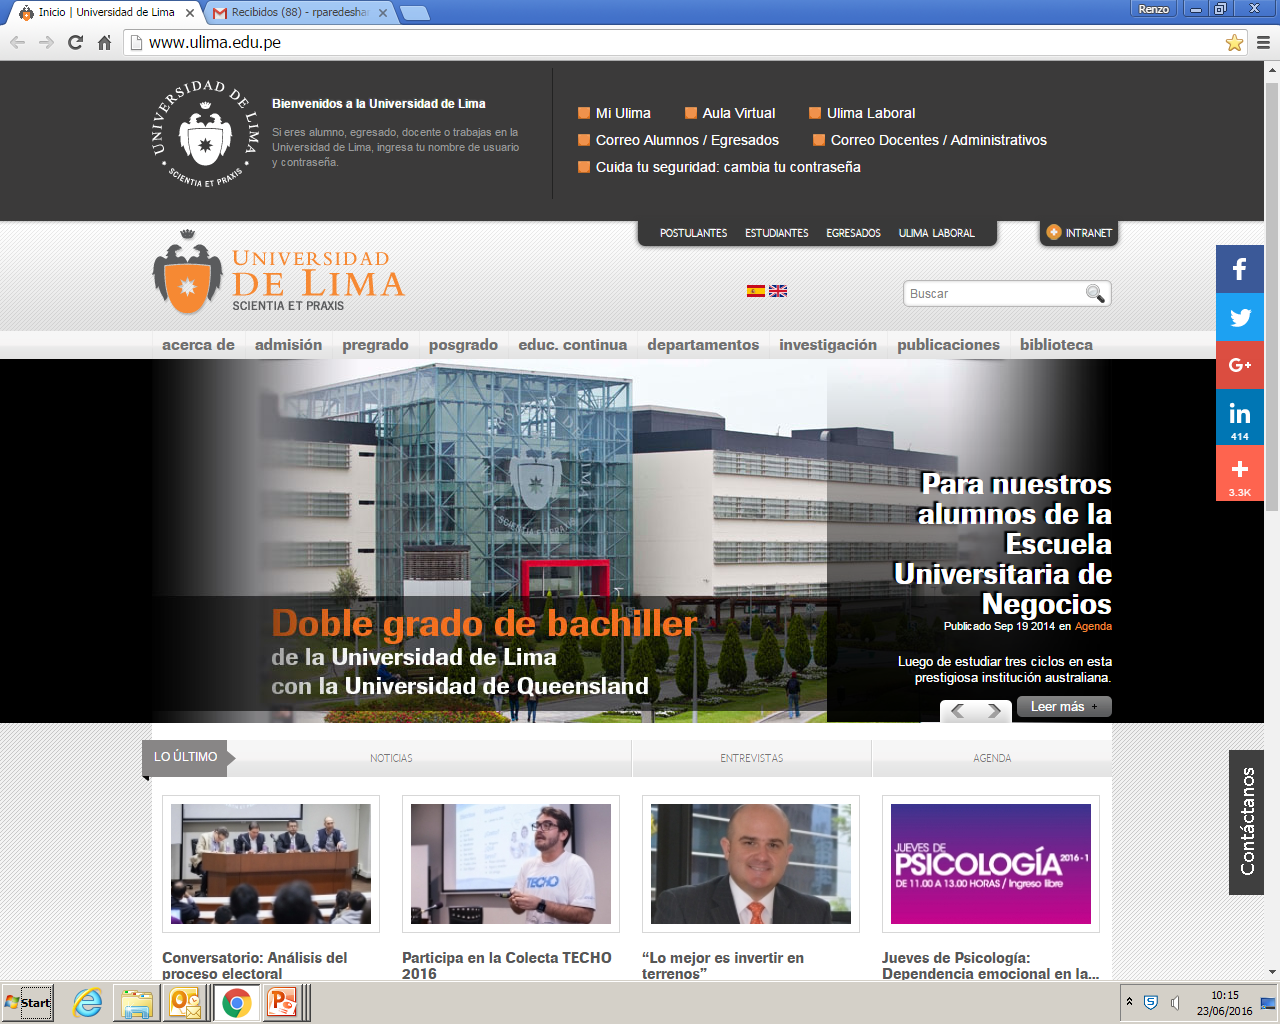 Inicio | Universidad de Lima
Recibidos (88) - rparedeshar
Renzo
www.ulima.edu.pe
UNIVERSIDAD DE LIMA
SCIENTIA ET PRAXIS
Bienvenidos a la Universidad de Lima
Si eres alumno, egresado, docente o trabajas en la
Universidad de Lima, ingresa tu nombre de usuario
y contraseña.
Mi Ulima
Aula Virtual
Ulima Laboral
Correo Alumnos / Egresados
Correo Docentes / Administrativos
Cuida tu seguridad: cambia tu contraseña
POSTULANTES
ESTUDIANTES
EGRESADOS
ULIMA LABORAL
INTRANET
UNIVERSIDAD
DE LIMA
SCIENTIA ET PRAXIS
Buscar
acerca de
admisión
pregrado
posgrado
educ. continua
departamentos
investigación
publicaciones
biblioteca
G+
in
414
3.3K
SCIENTIA ET PRAXIS
Para nuestros
alumnos de la
Escuela
Universitaria de
Negocios
Publicado Sep 19 2014 en Agenda
Luego de estudiar tres ciclos en esta
prestigiosa institución australiana.
Leer más +
Doble grado de bachiller
de la Universidad de Lima
con la Universidad de Queensland
LO ÚLTIMO
NOTICIAS
ENTREVISTAS
AGENDA
Contáctanos
TECHO
JUEVES DE
PSICOLOGÍA 2016-1
DE 11.00 A 13.00 HORAS / Ingreso libre
Conversatorio: Análisis del
proceso electoral
Participa en la Colecta TECHO
2016
“Lo mejor es invertir en
terrenos”
Jueves de Psicología:
Dependencia emocional en la...
Start
10:15
23/06/2016